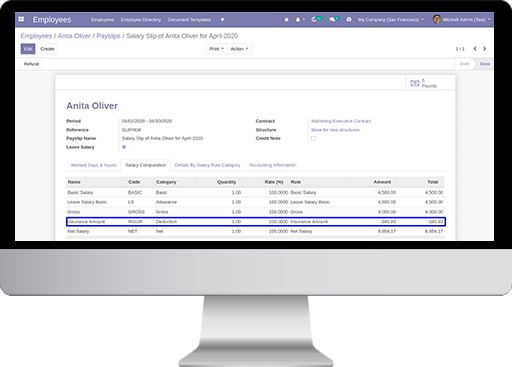 Employees Employees Employee Directory Document Templates My Company (San Francisco) Mitchell Admin (Test)
Employees / Anita Oliver / Payslips / Salary Slip of Anita Oliver for April-2020
Edit Create Print Action 1 / 1
Refund Draft Done
5
Payslip
Anita Oliver
Period 04/01/2020 - 04/30/2020 Contract Marketing Executive Contract
Reference SLIP/004 Structure Base for new structures
Payslip Name Salary Slip of Anita Oliver for April-2020 Credit Note
Leave Salary
Worked Days & Inputs Salary Computation Details By Salary Rule Category Accounting Information
Name Code Category Quantity Rate (%) Rule Amount Total
Basic Salary BASIC Basic 1.00 100.0000 Basic Salary 4,500.00 4,500.00
Leave Salary Basic LS Allowance 1.00 100.0000 Leave Salary Basic 4,500.00 4,500.00
Gross GROSS Gross 1.00 100.0000 Gross 9,000.00 9,000.00
Insurance Amount INSUR Deduction 1.00 100.0000 Insurance Amount -345.83 -345.83
Net Salary NET Net 1.00 100.0000 Net Salary 8,654.17 8,654.17